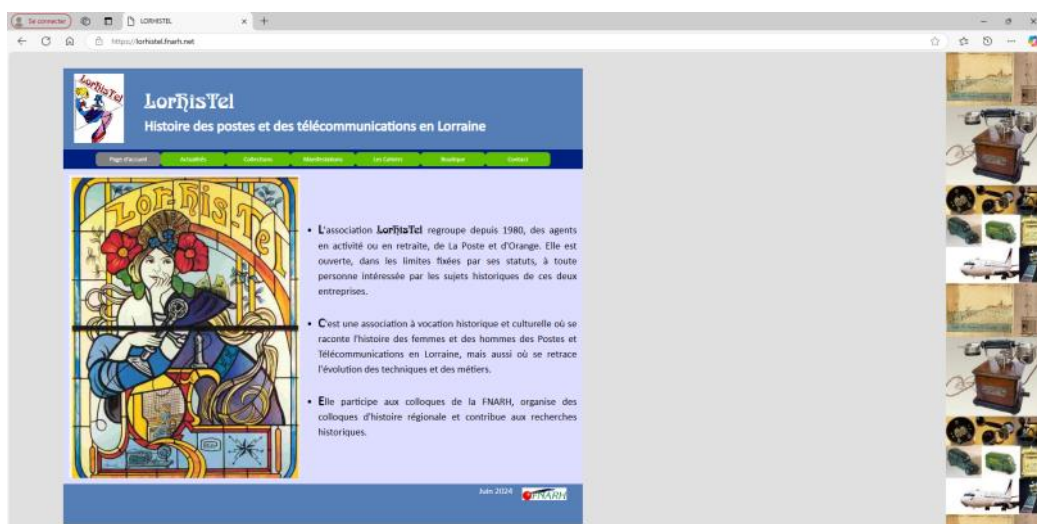 Se connecter
LORHISTEL
https://lorhistel.fnarh.net
LorHisTel
LorHisTel
Histoire des postes et des télécommunications en Lorraine
Page d'accueil Actualités Collections Manifestations Les Cahiers Boutique Contact
LorHisTel
• L'association LorHisTel regroupe depuis 1980, des agents
en activité ou en retraite, de La Poste et d'Orange. Elle est
ouverte, dans les limites fixées par ses statuts, à toute
personne intéressée par les sujets historiques de ces deux
entreprises.
• C'est une association à vocation historique et culturelle où se
raconte l'histoire des femmes et des hommes des Postes et
Télécommunications en Lorraine, mais aussi où se retrace
l'évolution des techniques et des métiers.
• Elle participe aux colloques de la FNARH, organise des
colloques d'histoire régionale et contribue aux recherches
historiques.
Juin 2024 FNARH